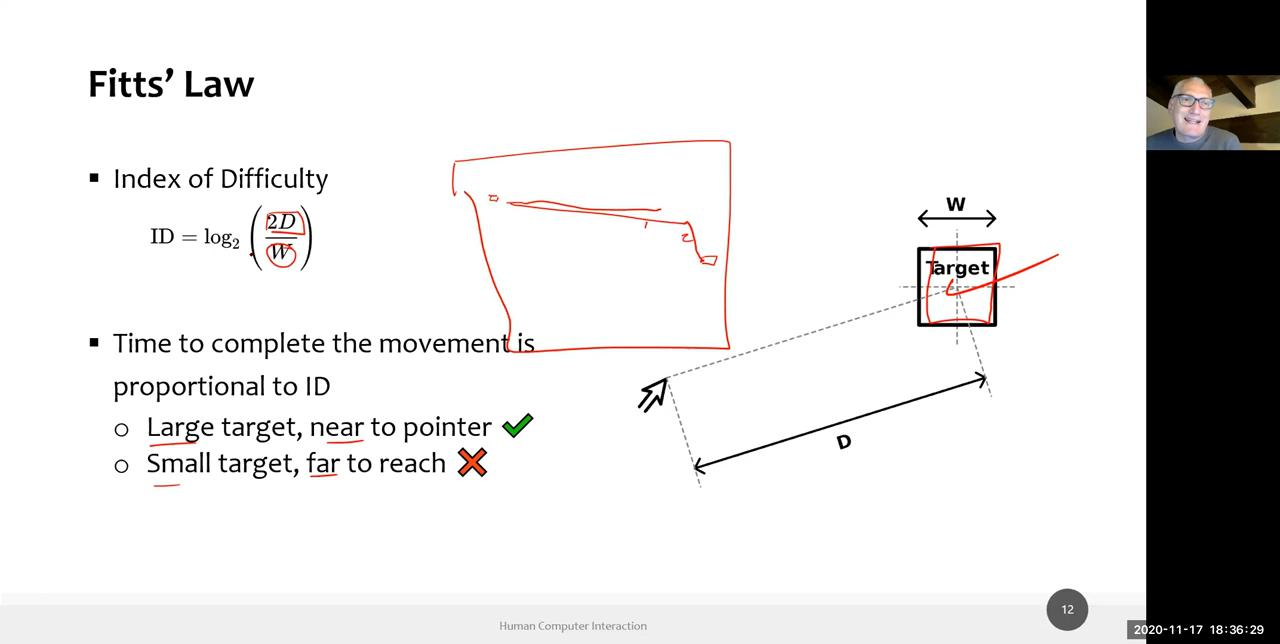 Fitts’ Law
▪ Index of Difficulty
ID = log₂ (2D / W)
▪ Time to complete the movement is
proportional to ID
o Large target, near to pointer
o Small target, far to reach
W
Target
D
1
2
12
Human Computer Interaction
2020-11-17 18:36:29